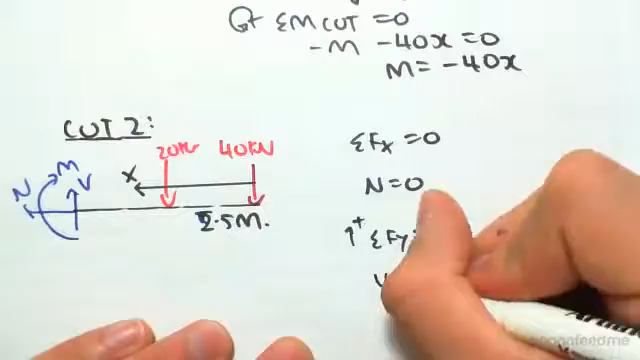 ΣM CUT = 0
-M -40x = 0
M = -40x
CUT 2:
20kN 40kN
ΣFx = 0
M
N V x
N = 0
2.5M.
↑+ ΣFy